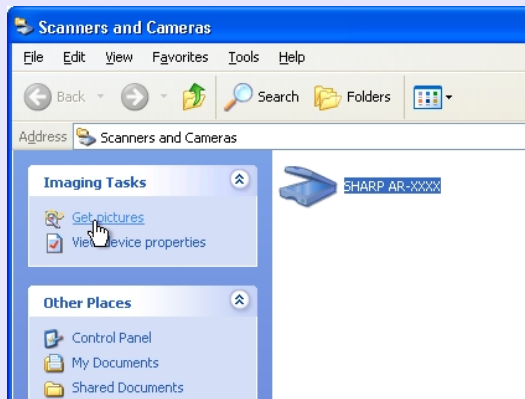 Scanners and Cameras
File Edit View Favorites Tools Help
Back Search Folders
Address Scanners and Cameras
Imaging Tasks
Get pictures
View device properties
SHARP AR-XXXX
Other Places
Control Panel
My Documents
Shared Documents